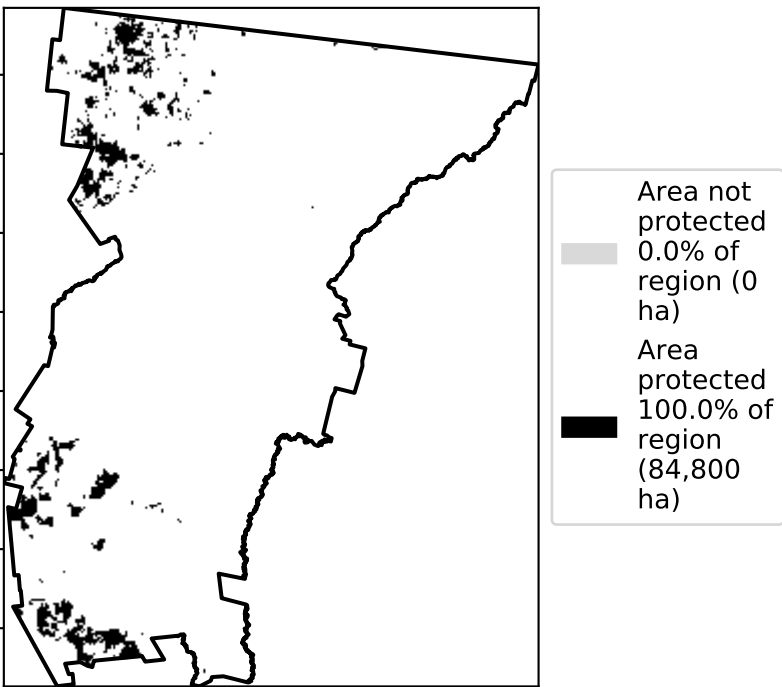 Area not
protected
0.0% of
region (0
ha)
Area
protected
100.0% of
region
(84,800
ha)